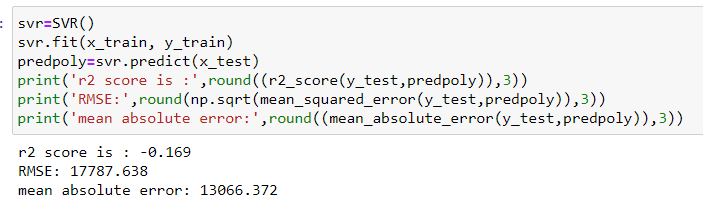 : svr=SVR()
svr.fit(x_train, y_train)
predpoly=svr.predict(x_test)
print('r2 score is :',round((r2_score(y_test,predpoly)),3))
print('RMSE:',round(np.sqrt(mean_squared_error(y_test,predpoly)),3))
print('mean absolute error:',round((mean_absolute_error(y_test,predpoly)),3))
r2 score is : -0.169
RMSE: 17787.638
mean absolute error: 13066.372